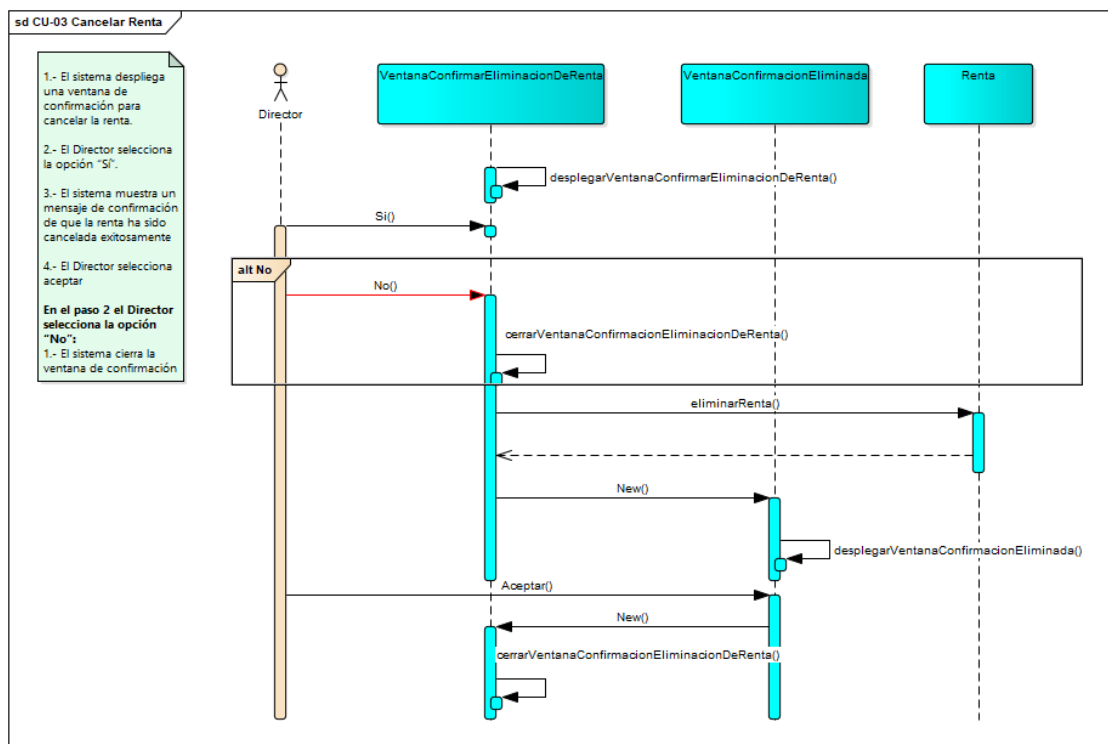 sd CU-03 Cancelar Renta
1.- El sistema despliega
una ventana de
confirmación para
cancelar la renta.
2.- El Director selecciona
la opción "Sí".
3.- El sistema muestra un
mensaje de confirmación
de que la renta ha sido
cancelada exitosamente
4.- El Director selecciona
aceptar
En el paso 2 el Director
selecciona la opción
"No":
1.- El sistema cierra la
ventana de confirmación
Director
VentanaConfirmarEliminacionDeRenta
VentanaConfirmacionEliminada
Renta
desplegarVentanaConfirmarEliminacionDeRenta()
Si()
alt No
No()
cerrarVentanaConfirmacionEliminacionDeRenta()
eliminarRenta()
New()
desplegarVentanaConfirmacionEliminada()
Aceptar()
New()
cerrarVentanaConfirmacionEliminacionDeRenta()